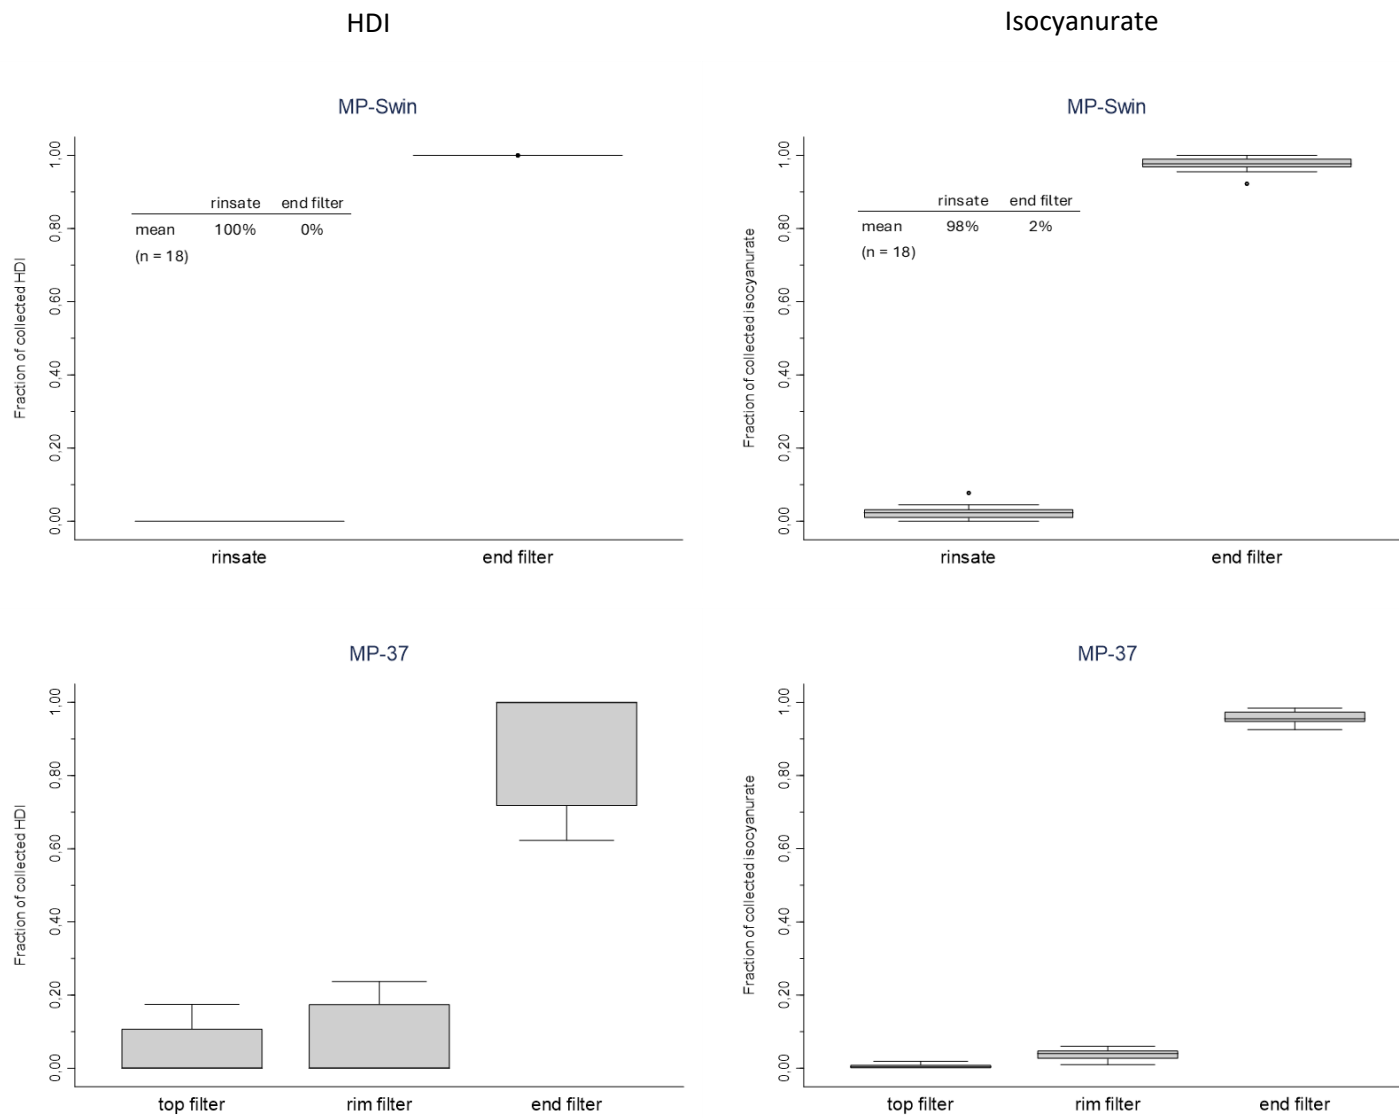 HDI
Isocyanurate
MP-Swin
Fraction of collected HDI
1,00
0,80
0,60
0,40
0,20
0,00
rinsate end filter
mean 100% 0%
(n = 18)
rinsate end filter
MP-Swin
Fraction of collected isocyanurate
1,00
0,80
0,60
0,40
0,20
0,00
rinsate end filter
mean 98% 2%
(n = 18)
rinsate end filter
MP-37
Fraction of collected HDI
1,00
0,80
0,60
0,40
0,20
0,00
top filter rim filter end filter
MP-37
Fraction of collected isocyanurate
1,00
0,80
0,60
0,40
0,20
0,00
top filter rim filter end filter